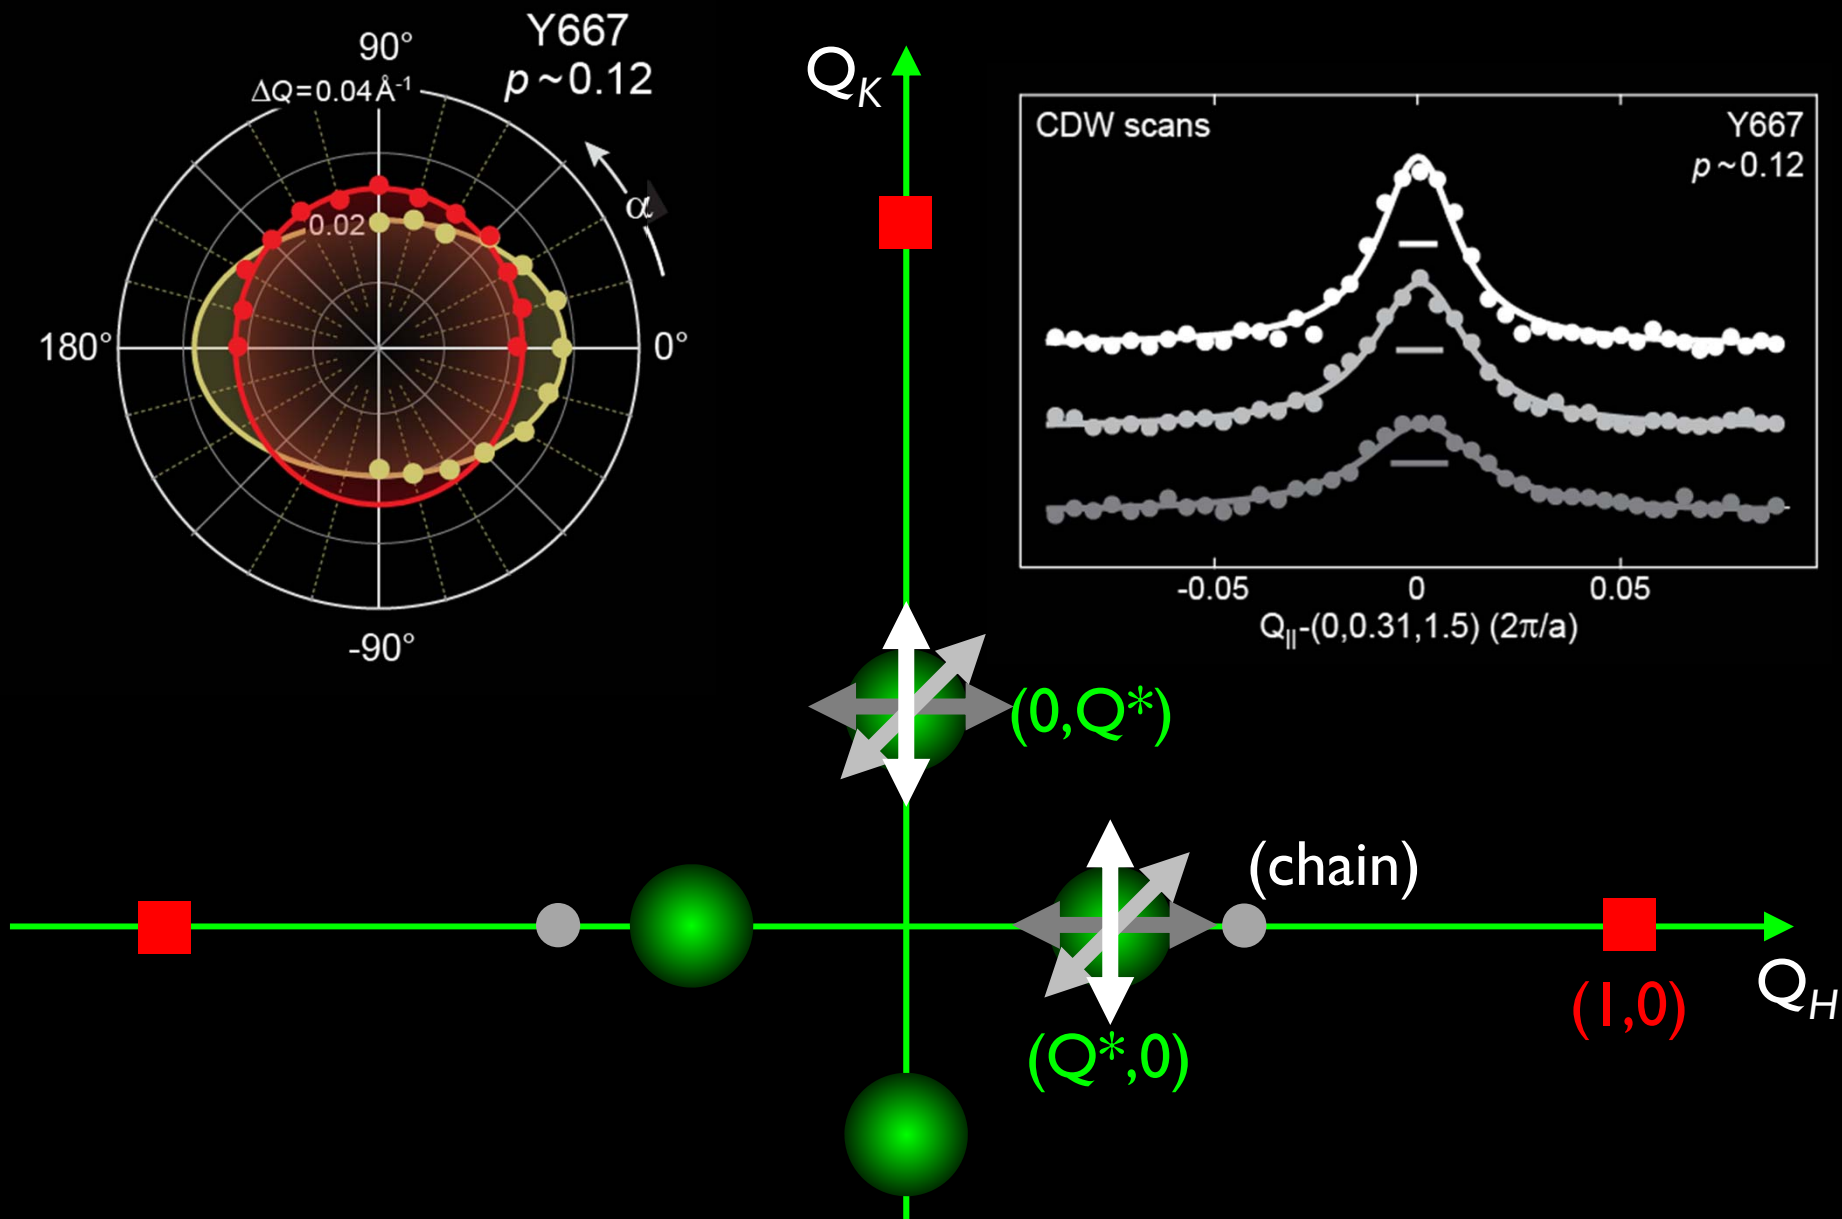 Y667
p ~ 0.12
90°
ΔQ = 0.04 Å⁻¹
α
0.02
180°
0°
-90°
Q_K
CDW scans
Y667
p ~ 0.12
-0.05 0 0.05
Q_||-(0,0.31,1.5) (2π/a)
(0,Q*)
(chain)
(1,0)
Q_H
(Q*,0)